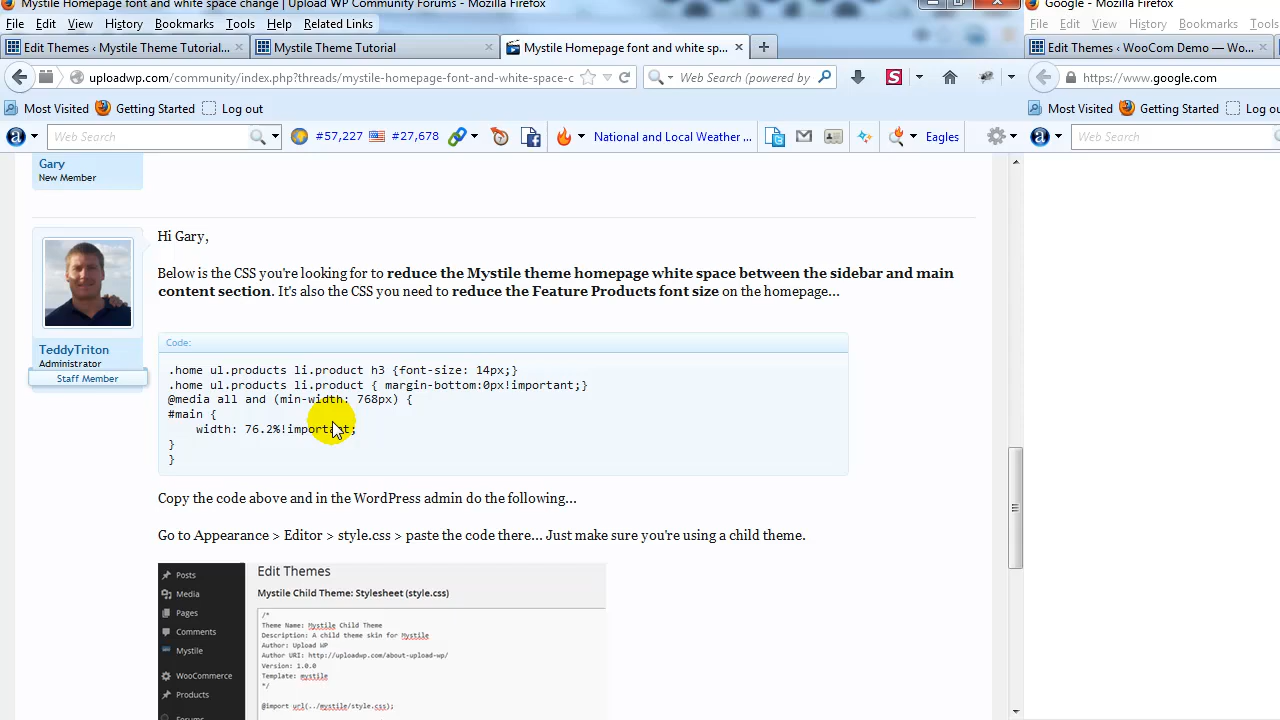 Mystile Homepage font and white space change | Upload WP Community Forums - Mozilla Firefox
File Edit View History Bookmarks Tools Help Related Links
Edit Themes ‹ Mystile Theme Tutorial...
Mystile Theme Tutorial
Mystile Homepage font and white sp...
uploadwp.com/community/index.php?threads/mystile-homepage-font-and-white-space-c
Web Search (powered by
Most Visited Getting Started Log out
Web Search
#57,227 #27,678 National and Local Weather ... Eagles
Google - Mozilla Firefox
File Edit View History Bookmarks Tools
Edit Themes ‹ WooCom Demo — Wo...
https://www.google.com
Most Visited Getting Started Log o
Web Search
Gary
New Member
TeddyTriton
Administrator
Staff Member
Hi Gary,
Below is the CSS you're looking for to reduce the Mystile theme homepage white space between the sidebar and main
content section. It's also the CSS you need to reduce the Feature Products font size on the homepage...
Code:
.home ul.products li.product h3 {font-size: 14px;}
.home ul.products li.product { margin-bottom:0px!important;}
@media all and (min-width: 768px) {
#main {
width: 76.2%!important;
}
}
Copy the code above and in the WordPress admin do the following...
Go to Appearance > Editor > style.css > paste the code there... Just make sure you're using a child theme.
Posts
Media
Pages
Comments
Mystile
WooCommerce
Products
Edit Themes
Mystile Child Theme: Stylesheet (style.css)
/*
Theme Name: Mystile Child Theme
Description: A child theme skin for Mystile
Author: Upload WP
Author URI: http://uploadwp.com/about-upload-wp/
Version: 1.0.0
Template: mystile
*/
@import url(../mystile/style.css);